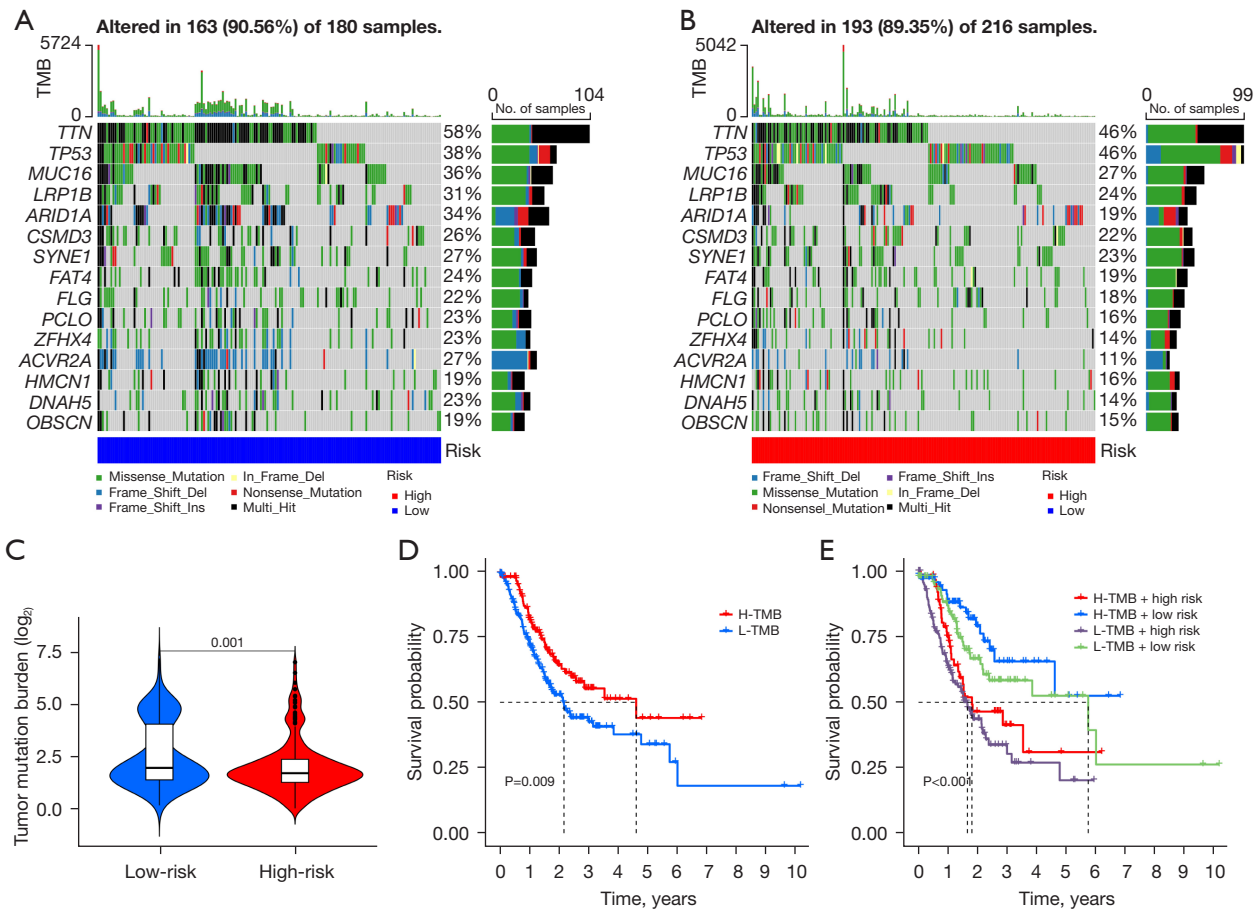 A
Altered in 163 (90.56%) of 180 samples.
5724
0
TMB
0 104
No. of samples
TTN 58%
TP53 38%
MUC16 36%
LRP1B 31%
ARID1A 34%
CSMD3 26%
SYNE1 27%
FAT4 24%
FLG 22%
PCLO 23%
ZFHX4 23%
ACVR2A 27%
HMCN1 19%
DNAH5 23%
OBSCN 19%
Risk
Missense_Mutation In_Frame_Del Risk
Frame_Shift_Del Nonsense_Mutation High
Frame_Shift_Ins Multi_Hit Low
B
Altered in 193 (89.35%) of 216 samples.
5042
0
TMB
0 99
No. of samples
TTN 46%
TP53 46%
MUC16 27%
LRP1B 24%
ARID1A 19%
CSMD3 22%
SYNE1 23%
FAT4 19%
FLG 18%
PCLO 16%
ZFHX4 14%
ACVR2A 11%
HMCN1 16%
DNAH5 14%
OBSCN 15%
Risk
Frame_Shift_Del Frame_Shift_Ins Risk
Missense_Mutation In_Frame_Del High
Nonsensel_Mutation Multi_Hit Low
C
Tumor mutation burden (log2)
7.5
5.0
2.5
0.0
0.001
Low-risk High-risk
D
Survival probability
1.00
0.75
0.50
0.25
0.00
H-TMB
L-TMB
P=0.009
0 1 2 3 4 5 6 7 8 9 10
Time, years
E
Survival probability
1.00
0.75
0.50
0.25
0.00
H-TMB + high risk
H-TMB + low risk
L-TMB + high risk
L-TMB + low risk
P<0.001
0 1 2 3 4 5 6 7 8 9 10
Time, years